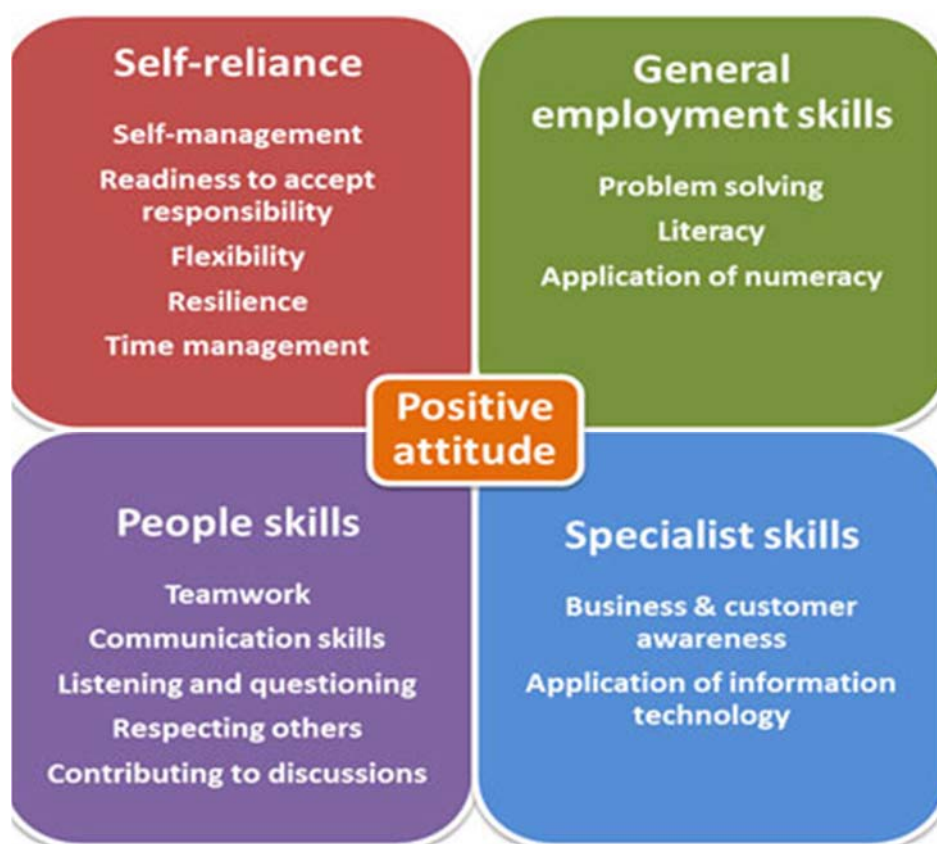 Self-reliance
Self-management
Readiness to accept
responsibility
Flexibility
Resilience
Time management
General
employment skills
Problem solving
Literacy
Application of numeracy
Positive
attitude
People skills
Teamwork
Communication skills
Listening and questioning
Respecting others
Contributing to discussions
Specialist skills
Business & customer
awareness
Application of information
technology